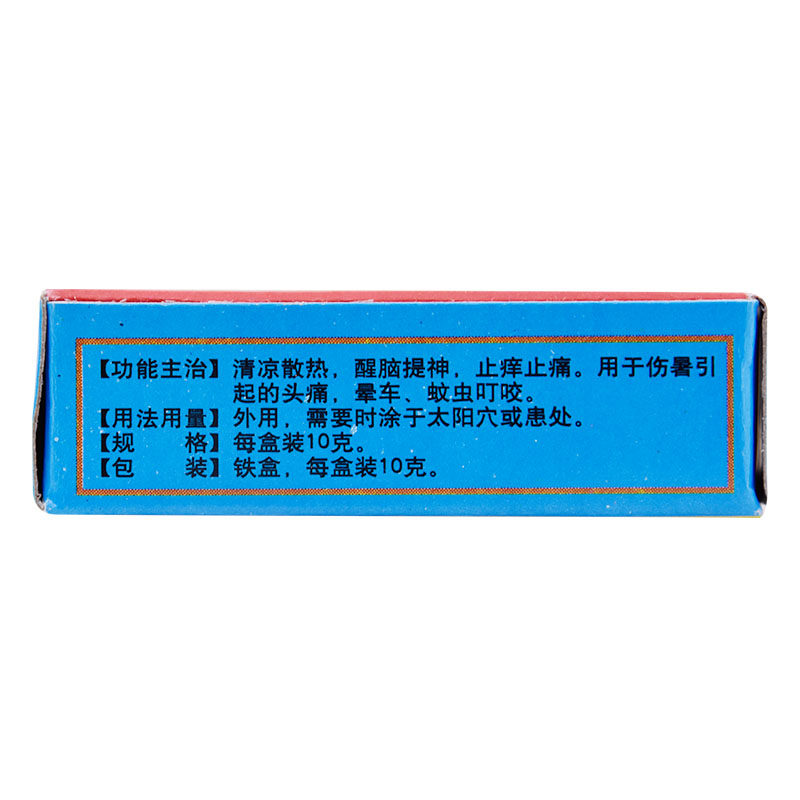 【功能主治】清凉散热，醒脑提神，止痒止痛。用于伤暑引
起的头痛，晕车、蚊虫叮咬。
【用法用量】外用，需要时涂于太阳穴或患处。
【规　　格】每盒装10克。
【包　　装】铁盒，每盒装10克。